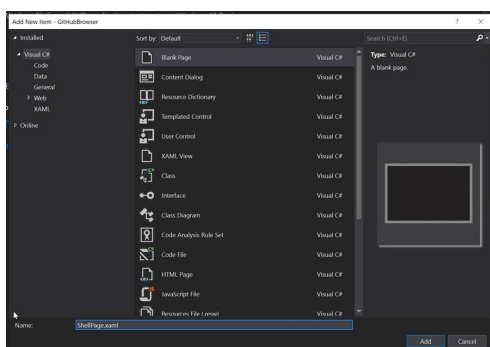 Add New Item - GitHubBrowser ? ×
Installed
Sort by: Default
Search (Ctrl+E)
Visual C#
Code
Data
General
Web
XAML
Online
Blank Page Visual C#
Content Dialog Visual C#
Resource Dictionary Visual C#
Templated Control Visual C#
User Control Visual C#
XAML View Visual C#
Class Visual C#
Interface Visual C#
Class Diagram Visual C#
Code Analysis Rule Set Visual C#
Code File Visual C#
HTML Page Visual C#
JavaScript File Visual C#
Resources File (.resw) Visual C#
Type: Visual C#
A blank page.
Name: ShellPage.xaml
Add Cancel